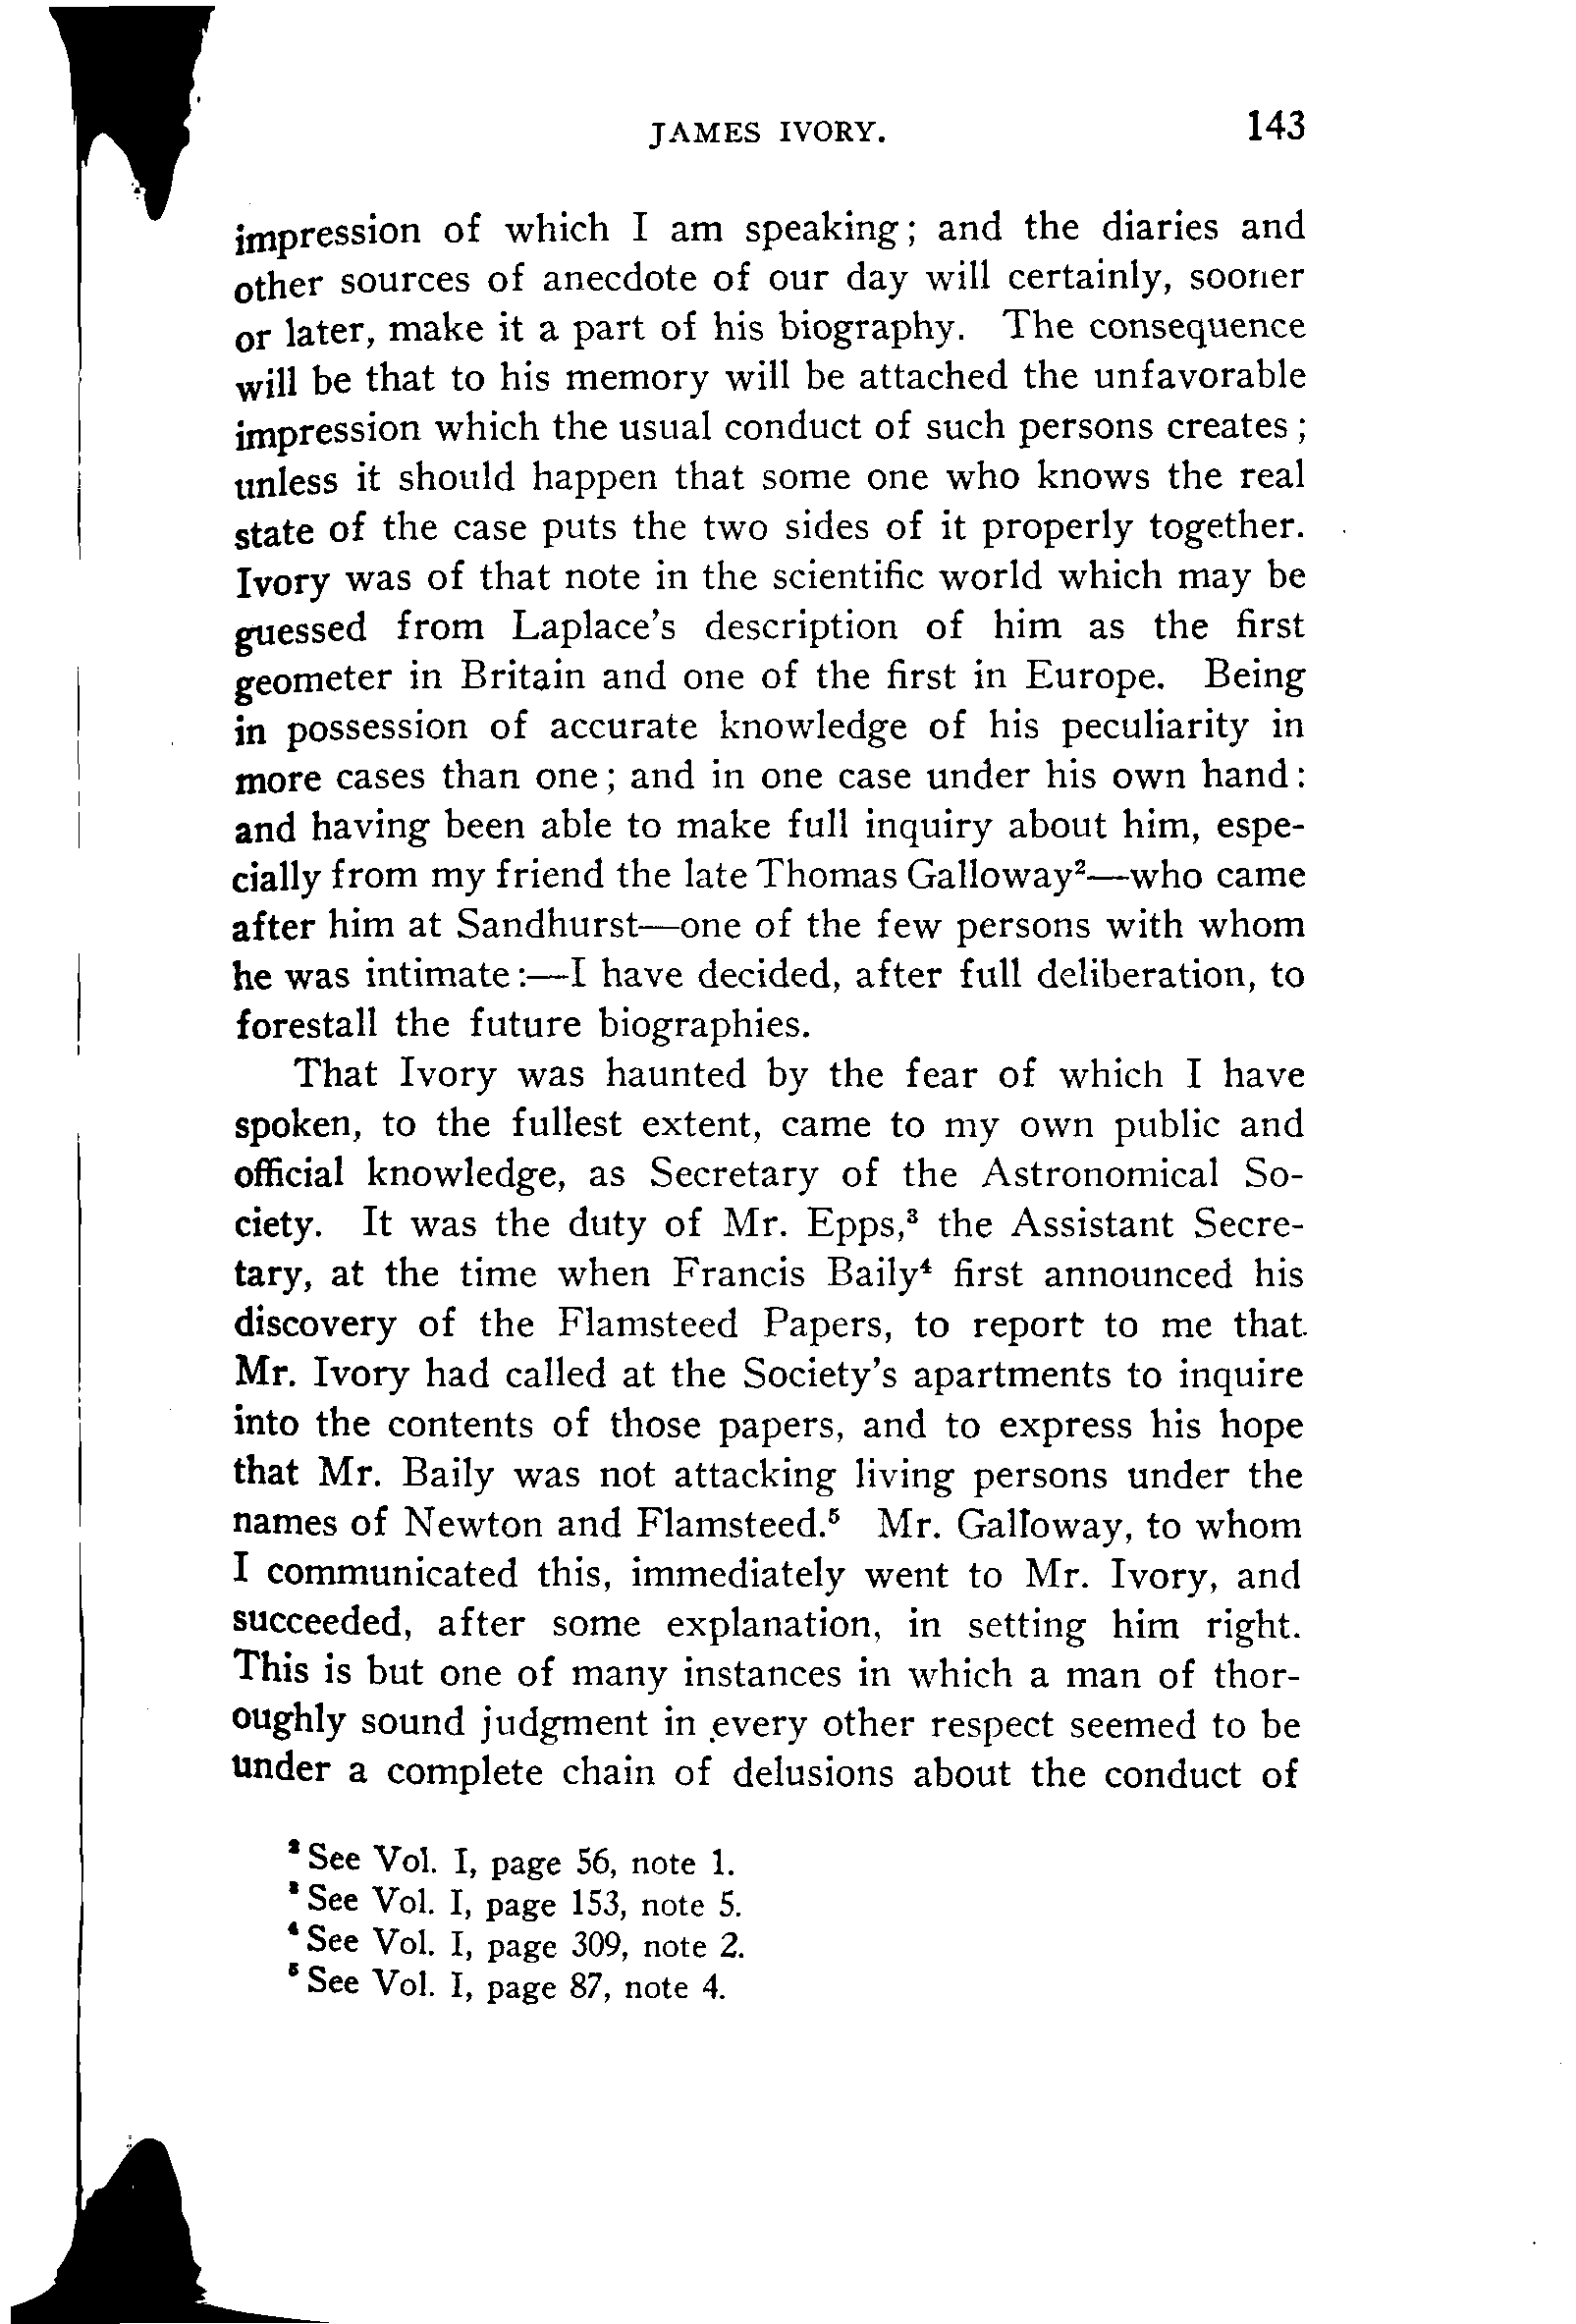 JAMES IVORY. 143
impression of which I am speaking; and the diaries and
other sources of anecdote of our day will certainly, sooner
or later, make it a part of his biography. The consequence
will be that to his memory will be attached the unfavorable
impression which the usual conduct of such persons creates;
unless it should happen that some one who knows the real
state of the case puts the two sides of it properly together.
Ivory was of that note in the scientific world which may be
guessed from Laplace's description of him as the first
geometer in Britain and one of the first in Europe. Being
in possession of accurate knowledge of his peculiarity in
more cases than one; and in one case under his own hand:
and having been able to make full inquiry about him, espe-
cially from my friend the late Thomas Galloway²—who came
after him at Sandhurst—one of the few persons with whom
he was intimate:—I have decided, after full deliberation, to
forestall the future biographies.
That Ivory was haunted by the fear of which I have
spoken, to the fullest extent, came to my own public and
official knowledge, as Secretary of the Astronomical So-
ciety. It was the duty of Mr. Epps,³ the Assistant Secre-
tary, at the time when Francis Baily⁴ first announced his
discovery of the Flamsteed Papers, to report to me that
Mr. Ivory had called at the Society's apartments to inquire
into the contents of those papers, and to express his hope
that Mr. Baily was not attacking living persons under the
names of Newton and Flamsteed.⁵ Mr. Galloway, to whom
I communicated this, immediately went to Mr. Ivory, and
succeeded, after some explanation, in setting him right.
This is but one of many instances in which a man of thor-
oughly sound judgment in every other respect seemed to be
under a complete chain of delusions about the conduct of
² See Vol. I, page 56, note 1.
³ See Vol. I, page 153, note 5.
⁴ See Vol. I, page 309, note 2.
⁵ See Vol. I, page 87, note 4.